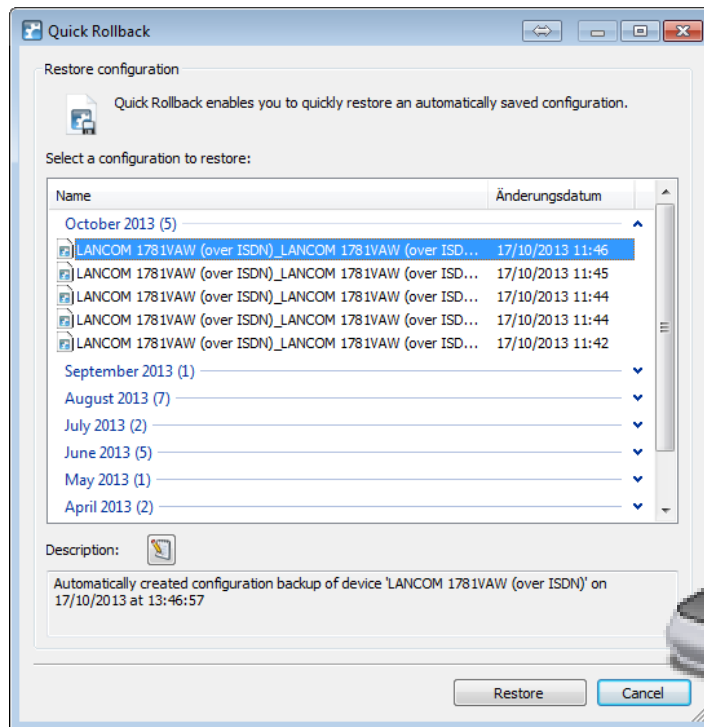 Quick Rollback
Restore configuration
Quick Rollback enables you to quickly restore an automatically saved configuration.
Select a configuration to restore:
Name Änderungsdatum
October 2013 (5)
LANCOM 1781VAW (over ISDN)_LANCOM 1781VAW (over ISD... 17/10/2013 11:46
LANCOM 1781VAW (over ISDN)_LANCOM 1781VAW (over ISD... 17/10/2013 11:45
LANCOM 1781VAW (over ISDN)_LANCOM 1781VAW (over ISD... 17/10/2013 11:44
LANCOM 1781VAW (over ISDN)_LANCOM 1781VAW (over ISD... 17/10/2013 11:44
LANCOM 1781VAW (over ISDN)_LANCOM 1781VAW (over ISD... 17/10/2013 11:42
September 2013 (1)
August 2013 (7)
July 2013 (2)
June 2013 (5)
May 2013 (1)
April 2013 (2)
Description:
Automatically created configuration backup of device 'LANCOM 1781VAW (over ISDN)' on
17/10/2013 at 13:46:57
Restore Cancel